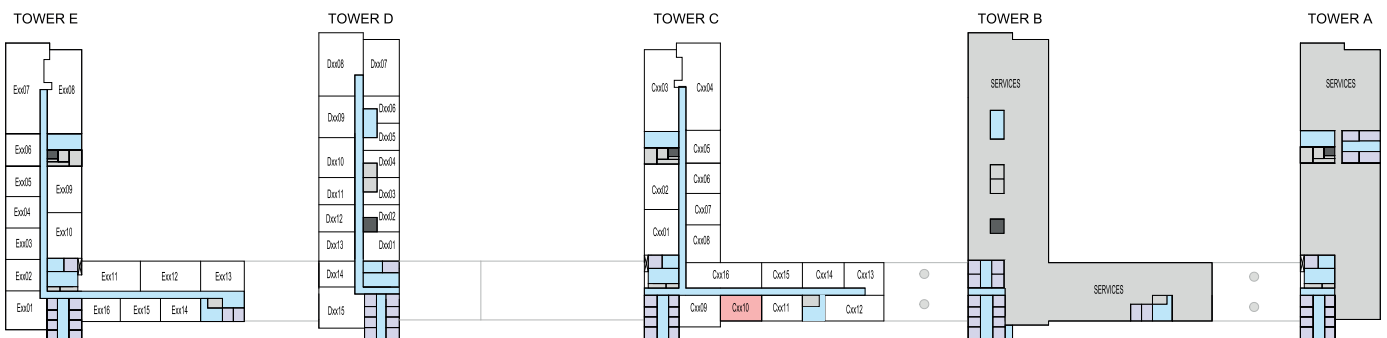 TOWER E
TOWER D
TOWER C
TOWER B
TOWER A
Exx07
Exx08
Exx06
Exx05
Exx09
Exx04
Exx03
Exx10
Exx02
Exx01
Exx11
Exx12
Exx13
Exx16
Exx15
Exx14
Dxx08
Dxx07
Dxx09
Dxx06
Dxx05
Dxx10
Dxx04
Dxx11
Dxx03
Dxx12
Dxx02
Dxx13
Dxx01
Dxx14
Dxx15
Cxx03
Cxx04
Cxx05
Cxx02
Cxx06
Cxx07
Cxx01
Cxx08
Cxx16
Cxx15
Cxx14
Cxx13
Cxx09
Cxx10
Cxx11
Cxx12
SERVICES
SERVICES
SERVICES